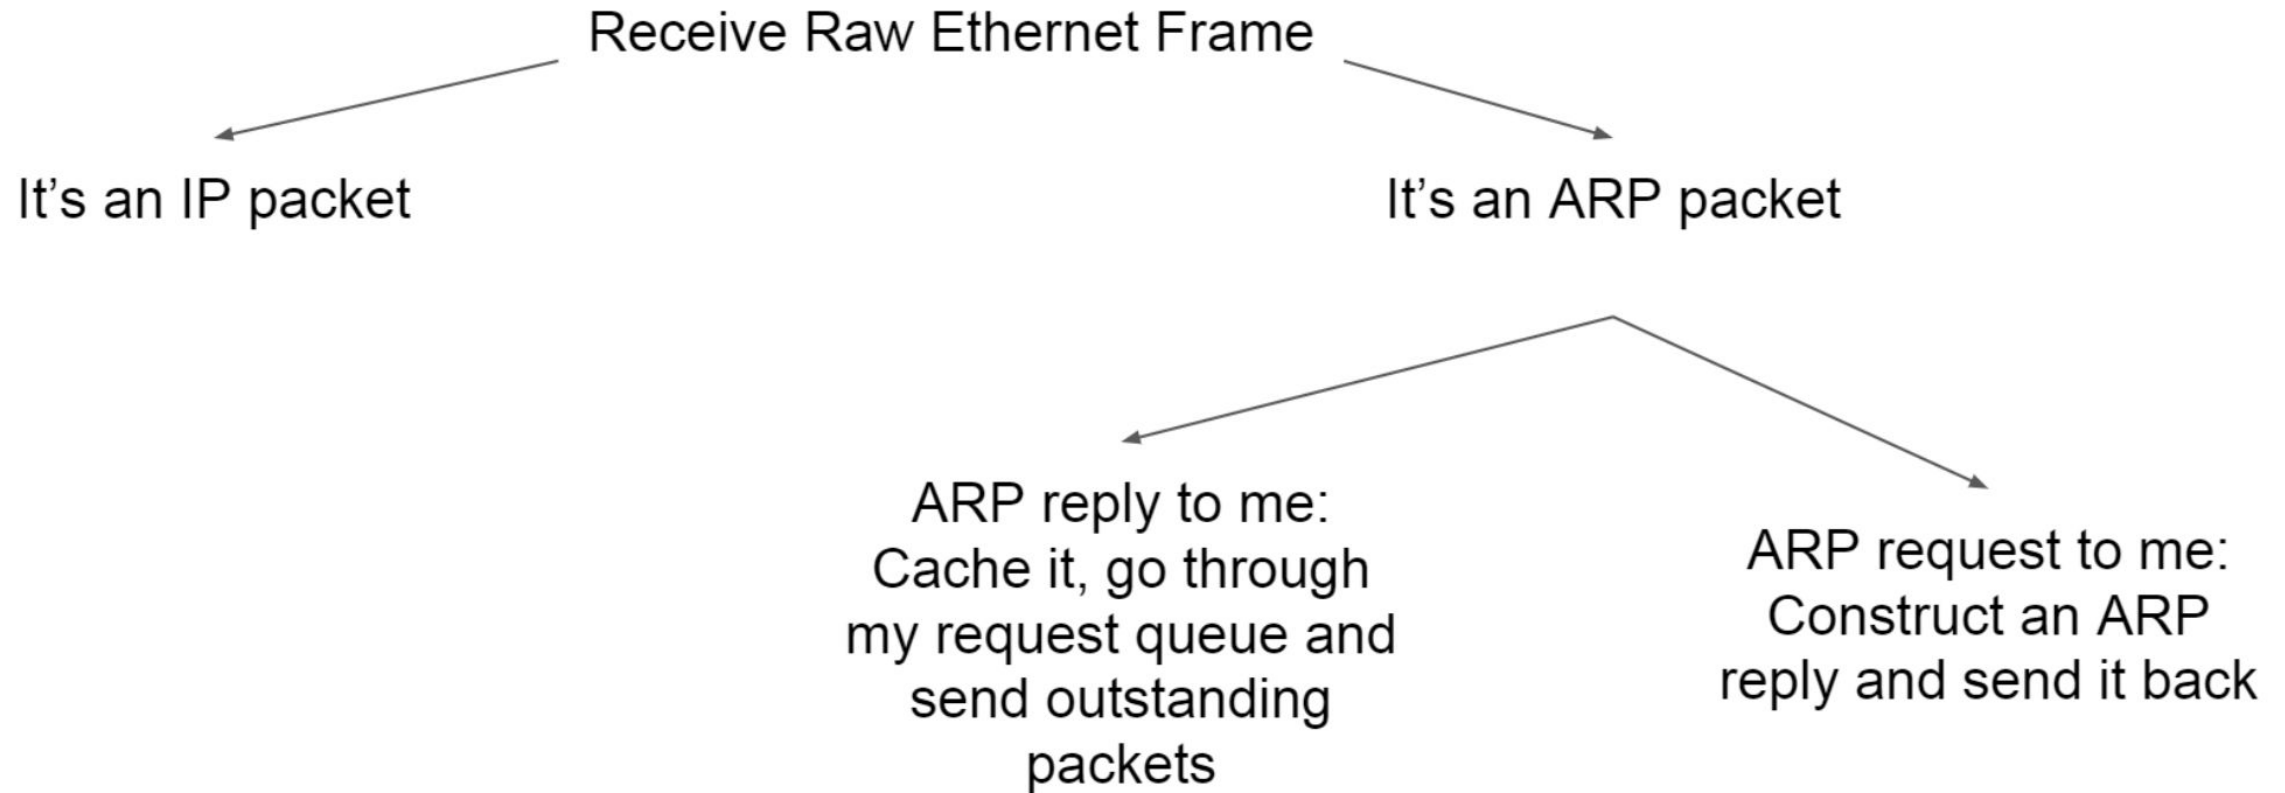 Receive Raw Ethernet Frame
It’s an IP packet
It’s an ARP packet
ARP reply to me:
Cache it, go through
my request queue and
send outstanding
packets
ARP request to me:
Construct an ARP
reply and send it back